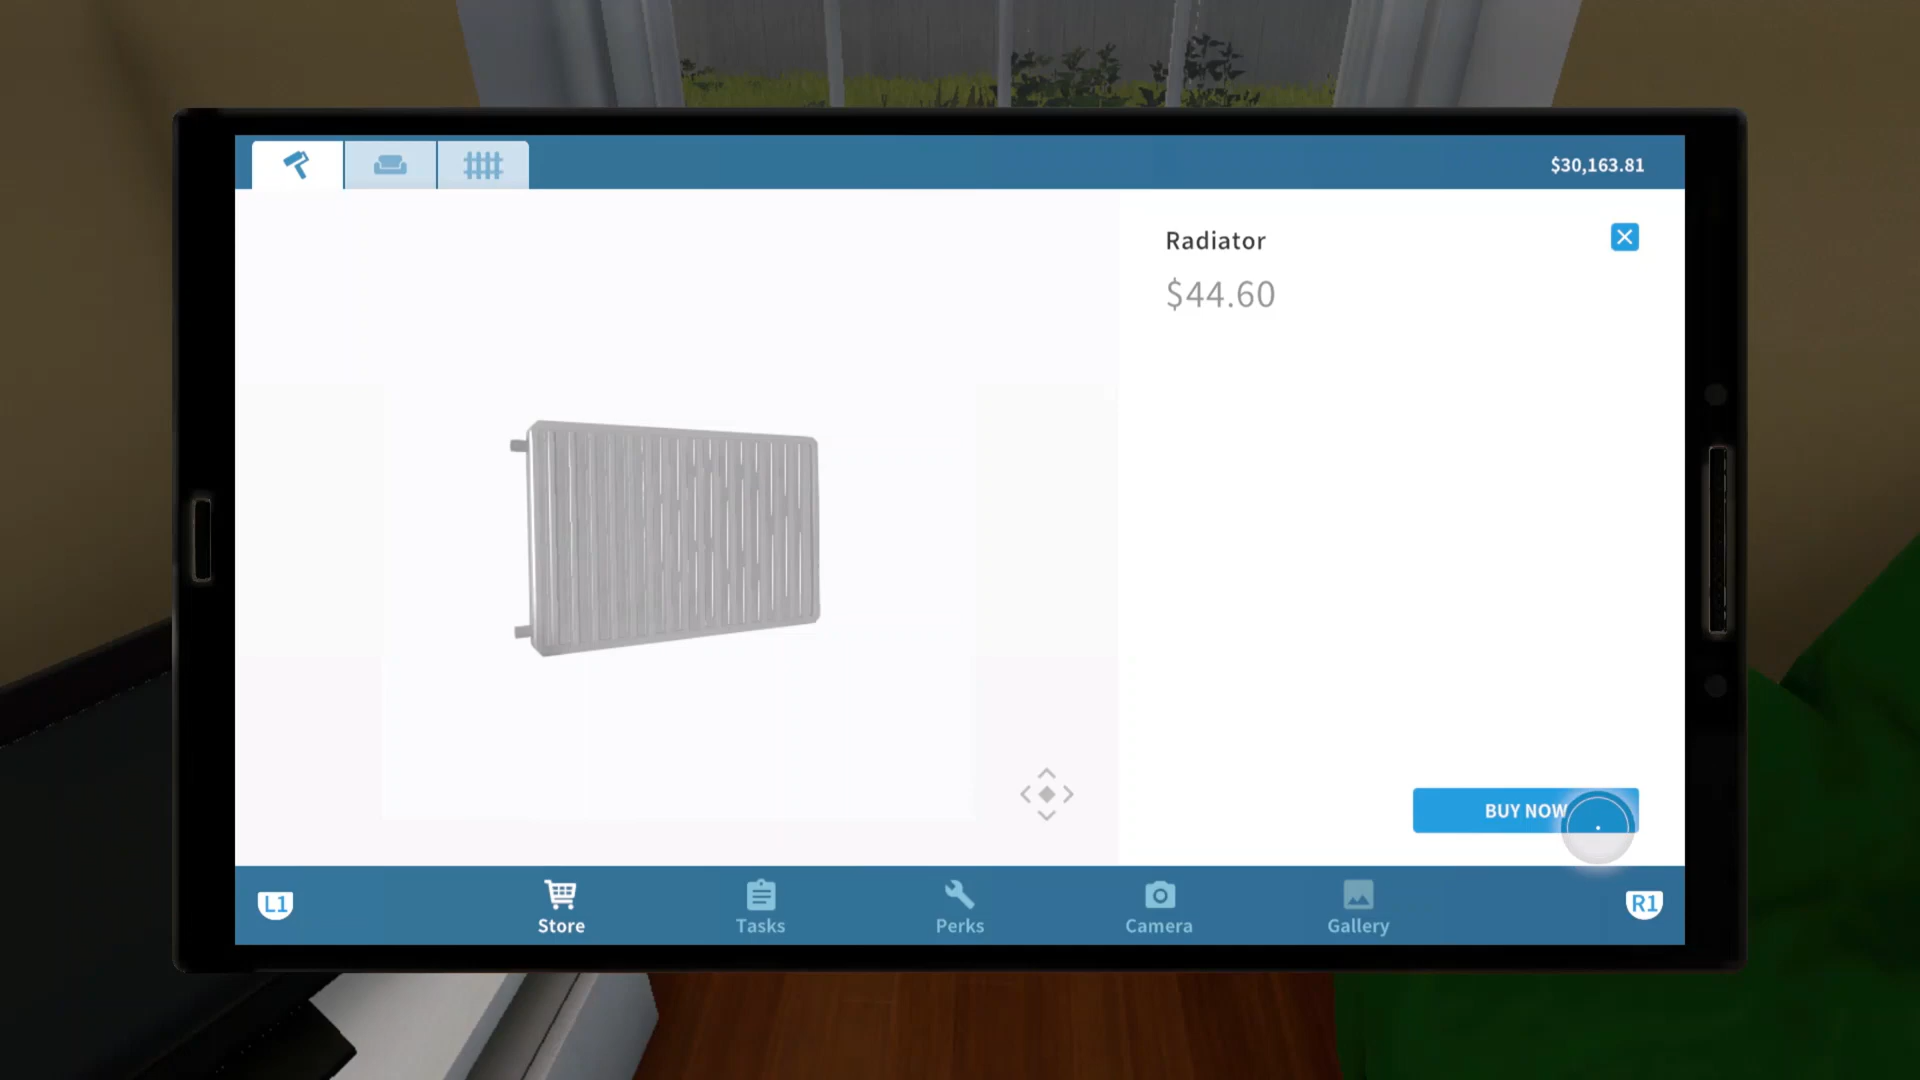 $30,163.81
Radiator
$44.60
BUY NOW
L1
Store
Tasks
Perks
Camera
Gallery
R1